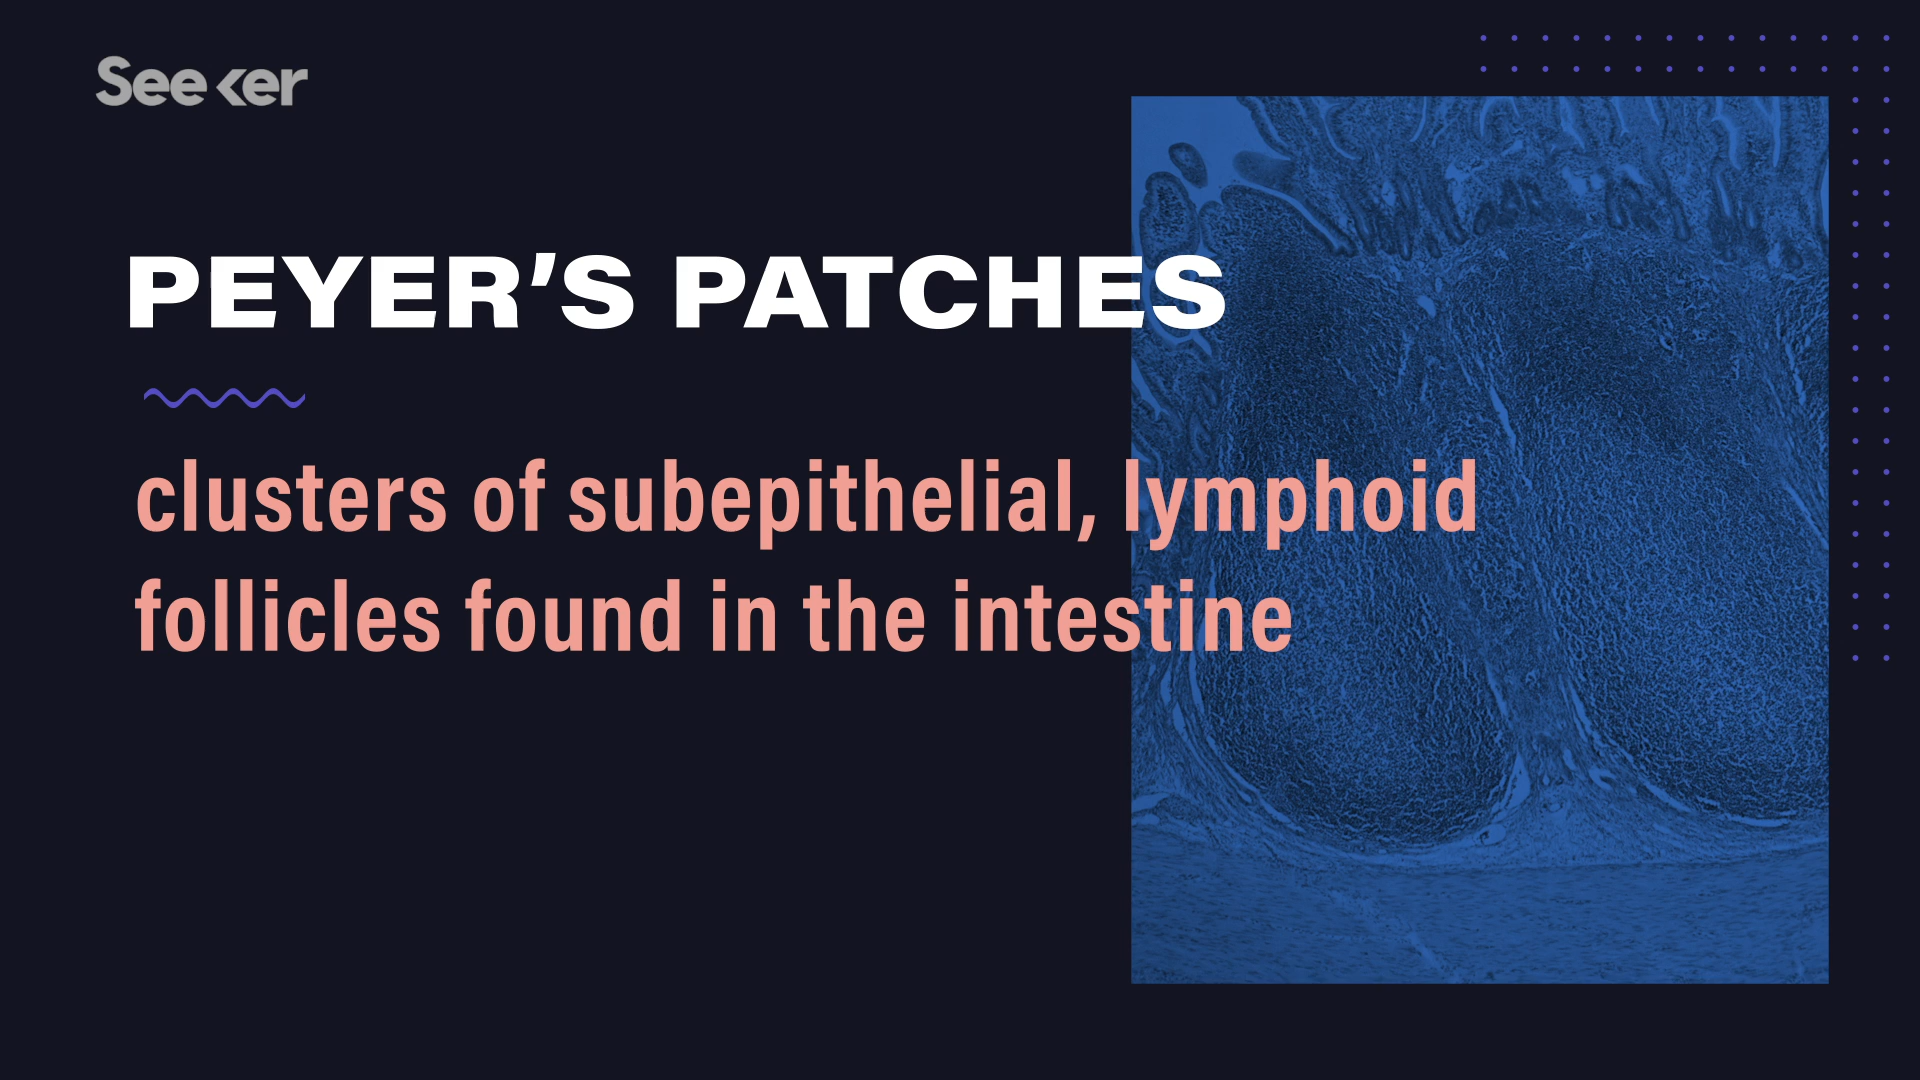 Seeker
PEYER’S PATCHES
clusters of subepithelial, lymphoid
follicles found in the intestine